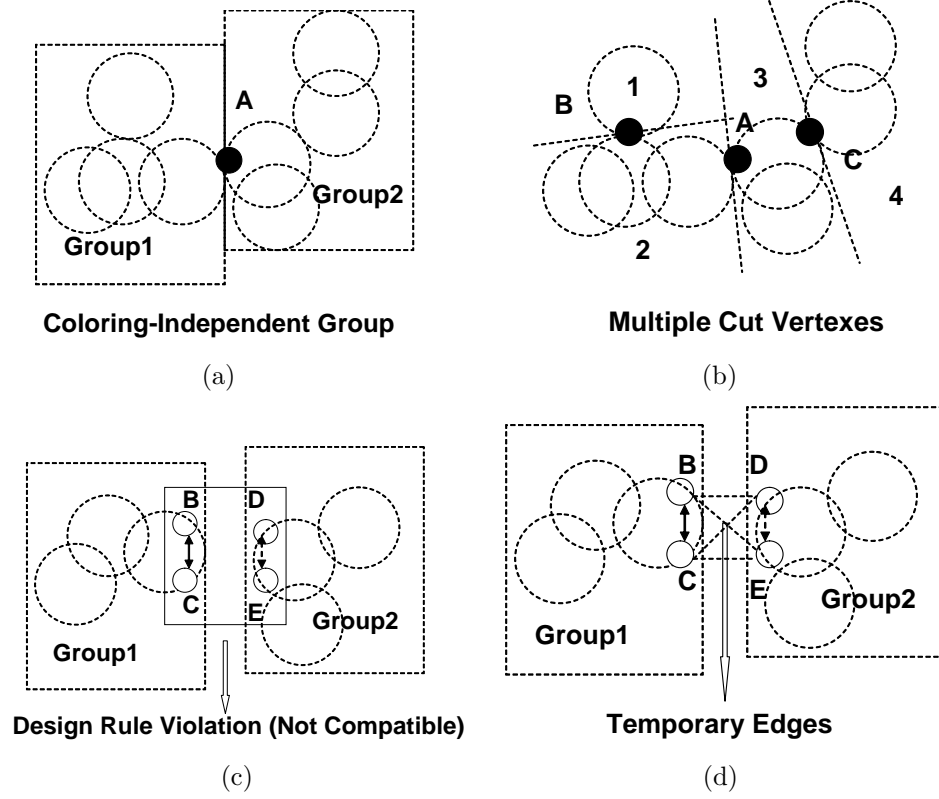 A
Group1
Group2
Coloring-Independent Group
(a)
1
3
B
A
C
4
2
Multiple Cut Vertexes
(b)
B
D
C
E
Group1
Group2
Design Rule Violation (Not Compatible)
(c)
B
D
C
E
Group1
Group2
Temporary Edges
(d)